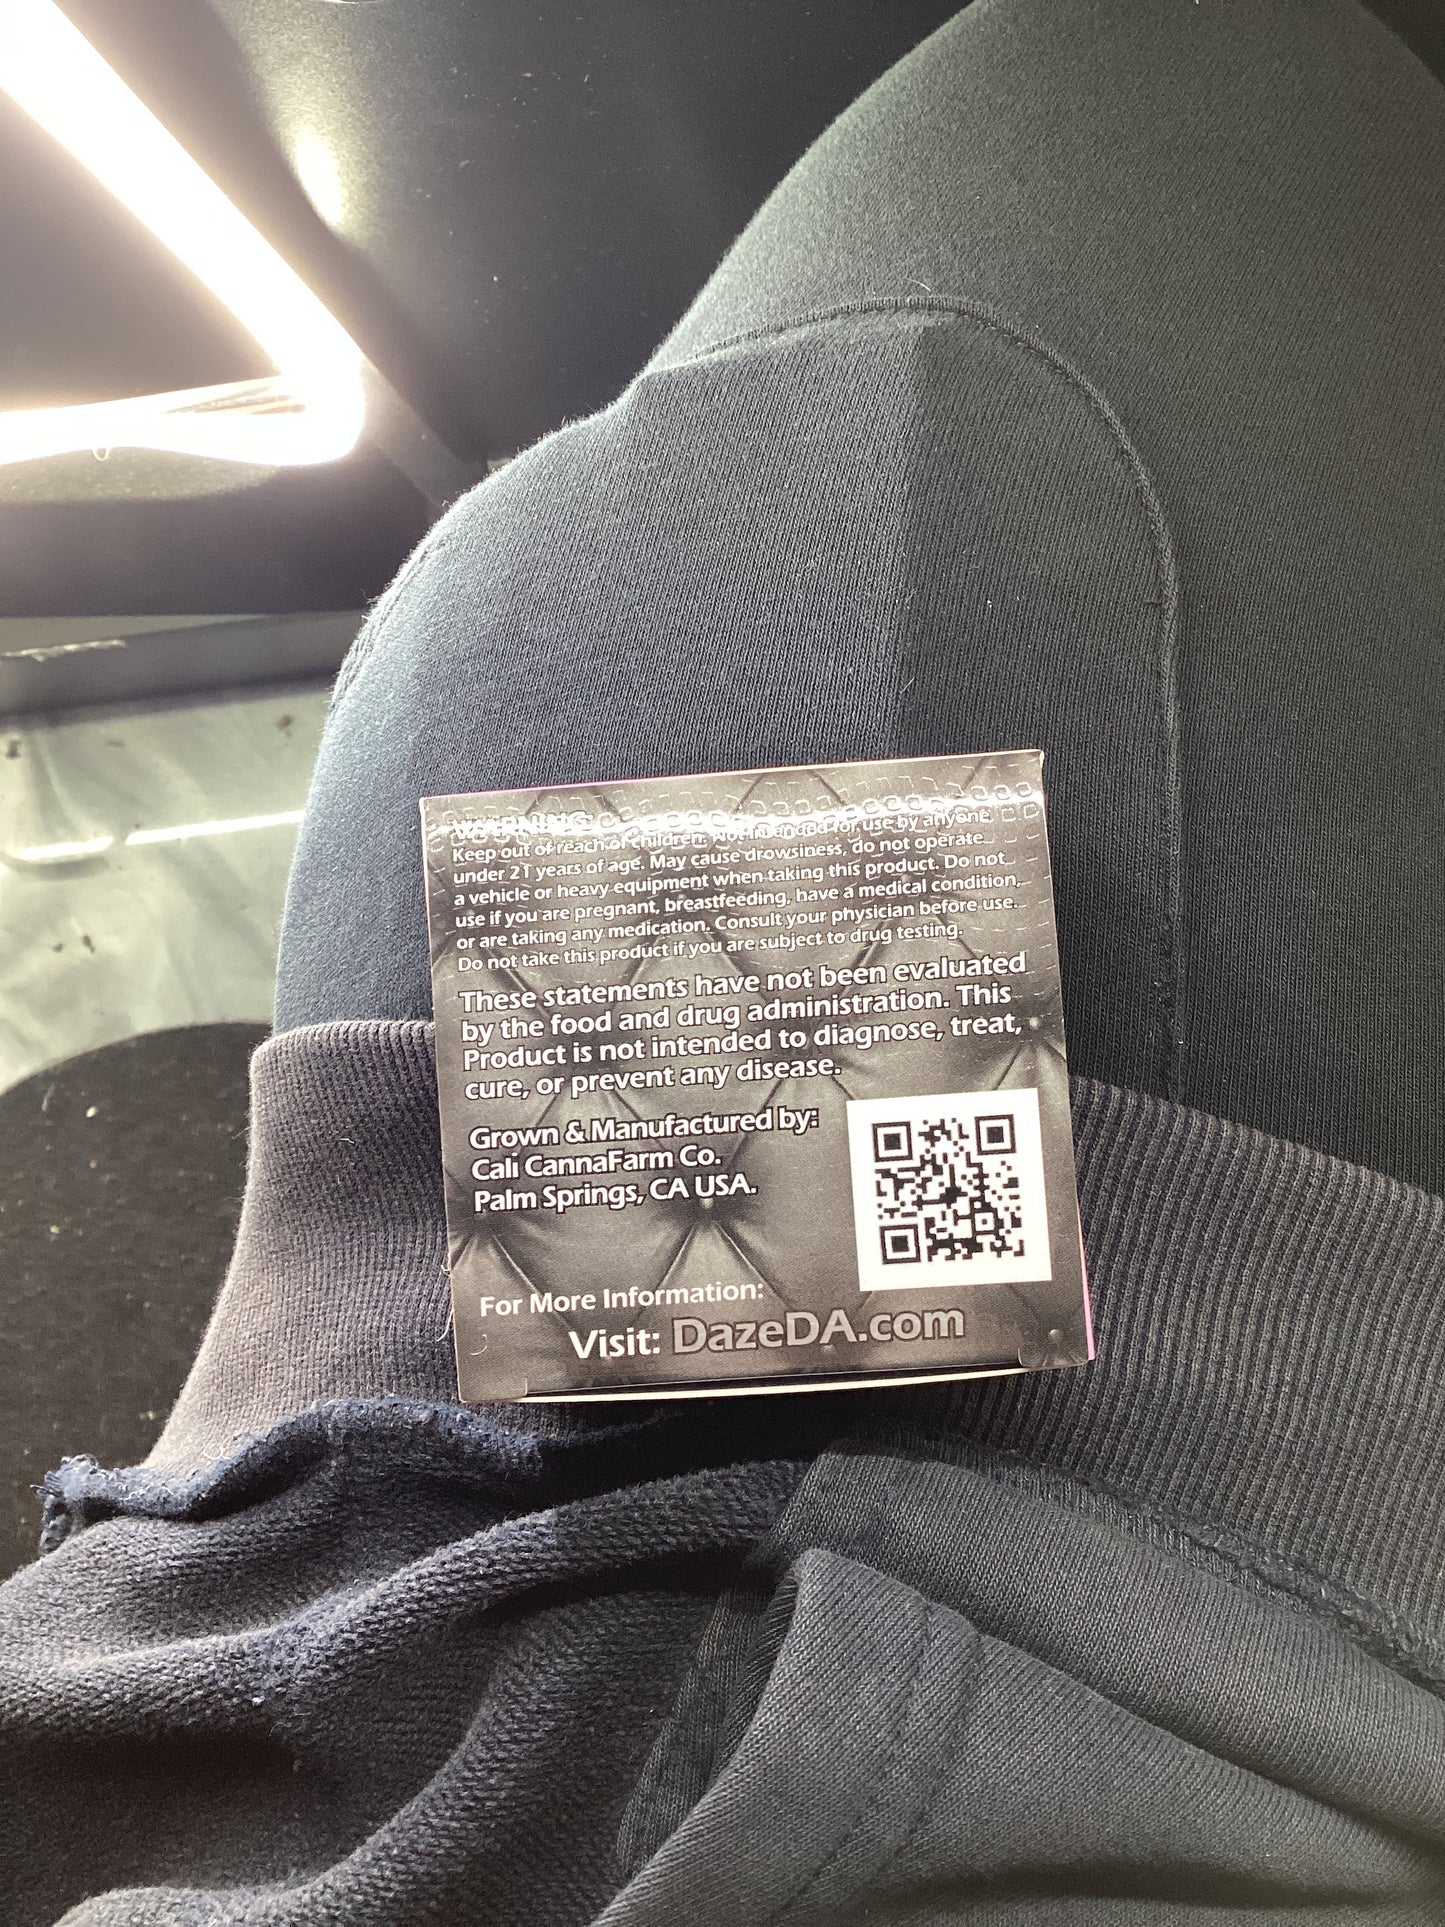 WARNING:
Keep out of reach of children. Not intended for use by anyone
under 21 years of age. May cause drowsiness, do not operate
a vehicle or heavy equipment when taking this product. Do not
use if you are pregnant, breastfeeding, have a medical condition,
or are taking any medication. Consult your physician before use.
Do not take this product if you are subject to drug testing.
These statements have not been evaluated
by the food and drug administration. This
Product is not intended to diagnose, treat,
cure, or prevent any disease.
Grown & Manufactured by:
Cali CannaFarm Co.
Palm Springs, CA USA.
For More Information:
Visit: DazeDA.com